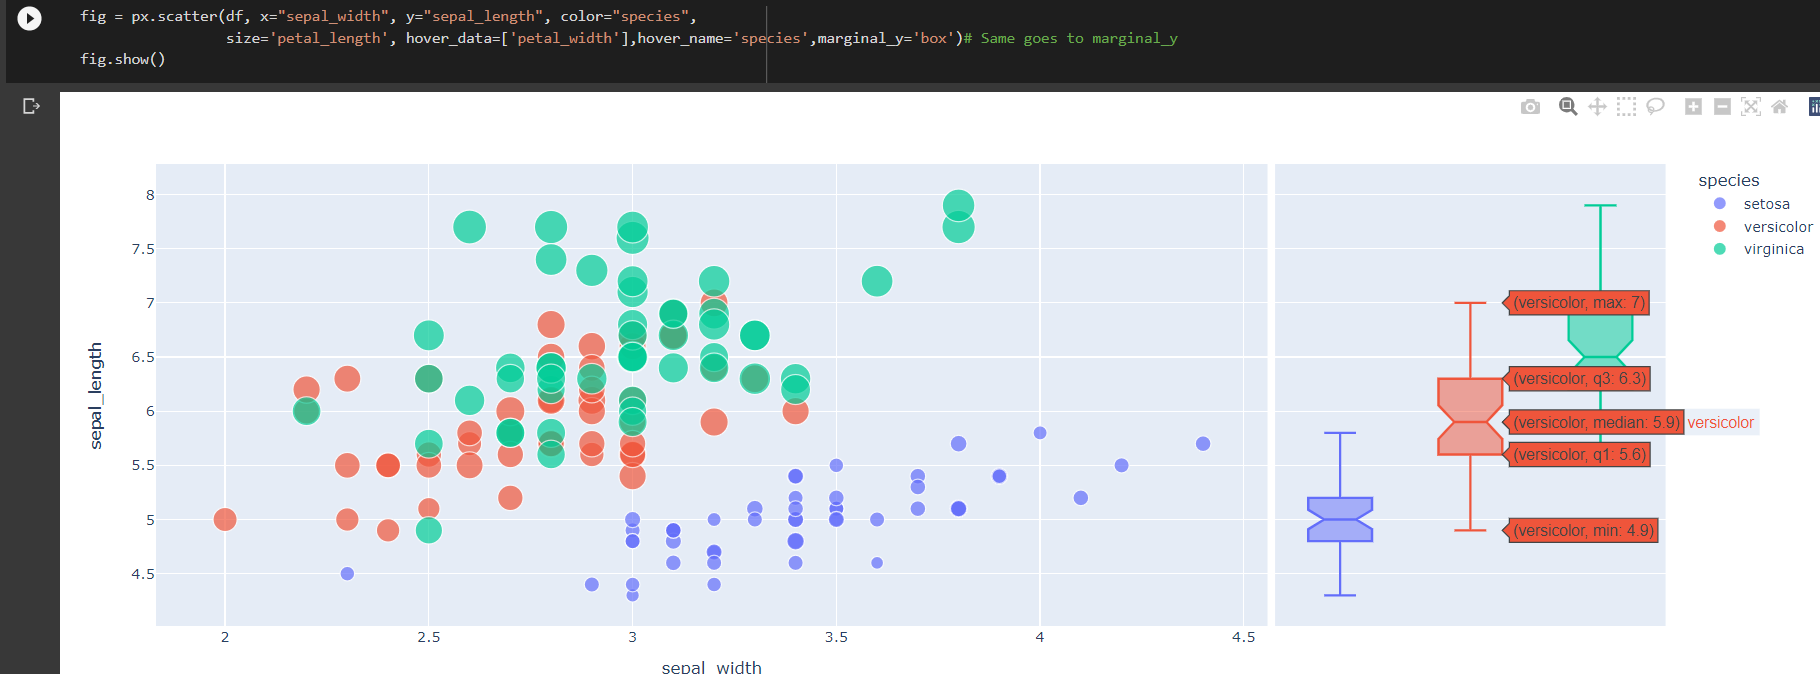 fig = px.scatter(df, x="sepal_width", y="sepal_length", color="species",
size='petal_length', hover_data=['petal_width'],hover_name='species',marginal_y='box')# Same goes to marginal_y
fig.show()
species
setosa
versicolor
virginica
8
7.5
7
6.5
6
5.5
5
4.5
sepal_length
2
2.5
3
3.5
4
4.5
sepal_width
(versicolor, max: 7)
(versicolor, q3: 6.3)
(versicolor, median: 5.9) versicolor
(versicolor, q1: 5.6)
(versicolor, min: 4.9)